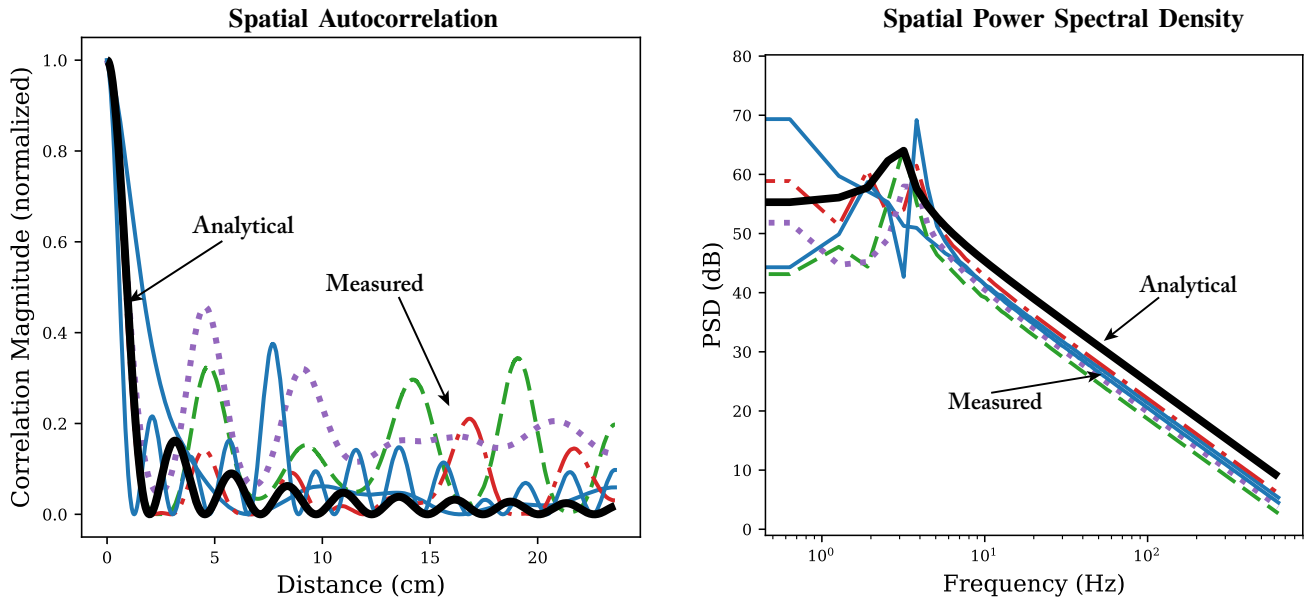 Spatial Autocorrelation
Correlation Magnitude (normalized)
1.0
0.8
0.6
0.4
0.2
0.0
Analytical
Measured
0 5 10 15 20
Distance (cm)
Spatial Power Spectral Density
PSD (dB)
80
70
60
50
40
30
20
10
0
Analytical
Measured
10⁰ 10¹ 10²
Frequency (Hz)